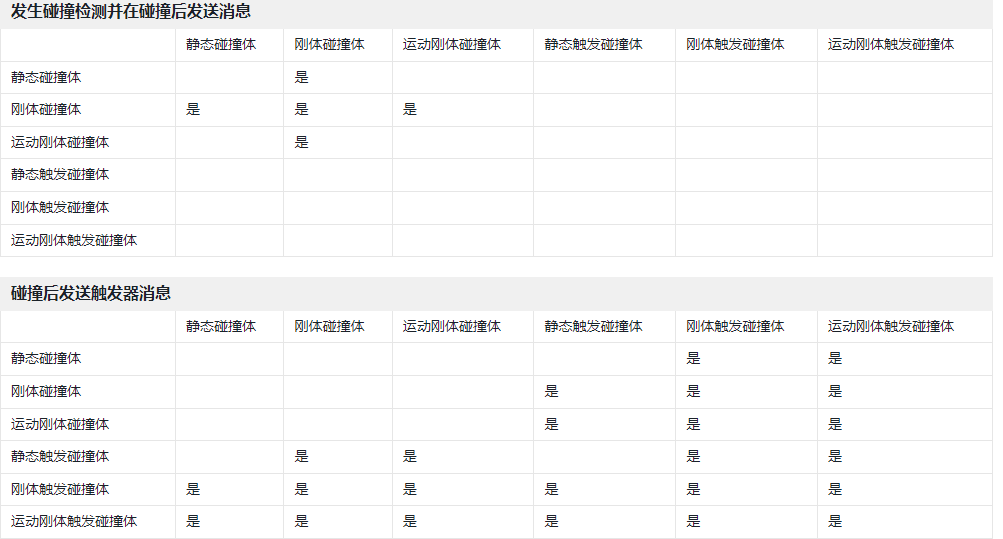 发生碰撞检测并在碰撞后发送消息
静态碰撞体 刚体碰撞体 运动刚体碰撞体 静态触发碰撞体 刚体触发碰撞体 运动刚体触发碰撞体
静态碰撞体 是
刚体碰撞体 是 是 是
运动刚体碰撞体 是
静态触发碰撞体
刚体触发碰撞体
运动刚体触发碰撞体
碰撞后发送触发器消息
静态碰撞体 刚体碰撞体 运动刚体碰撞体 静态触发碰撞体 刚体触发碰撞体 运动刚体触发碰撞体
静态碰撞体 是 是
刚体碰撞体 是 是 是
运动刚体碰撞体 是 是 是
静态触发碰撞体 是 是 是 是
刚体触发碰撞体 是 是 是 是 是 是
运动刚体触发碰撞体 是 是 是 是 是 是